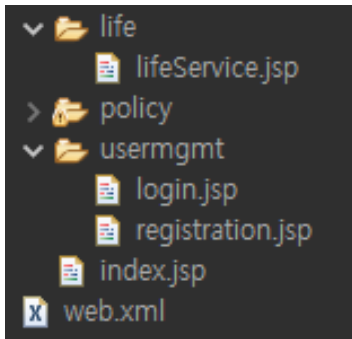 life
lifeService.jsp
policy
usermgmt
login.jsp
registration.jsp
index.jsp
web.xml